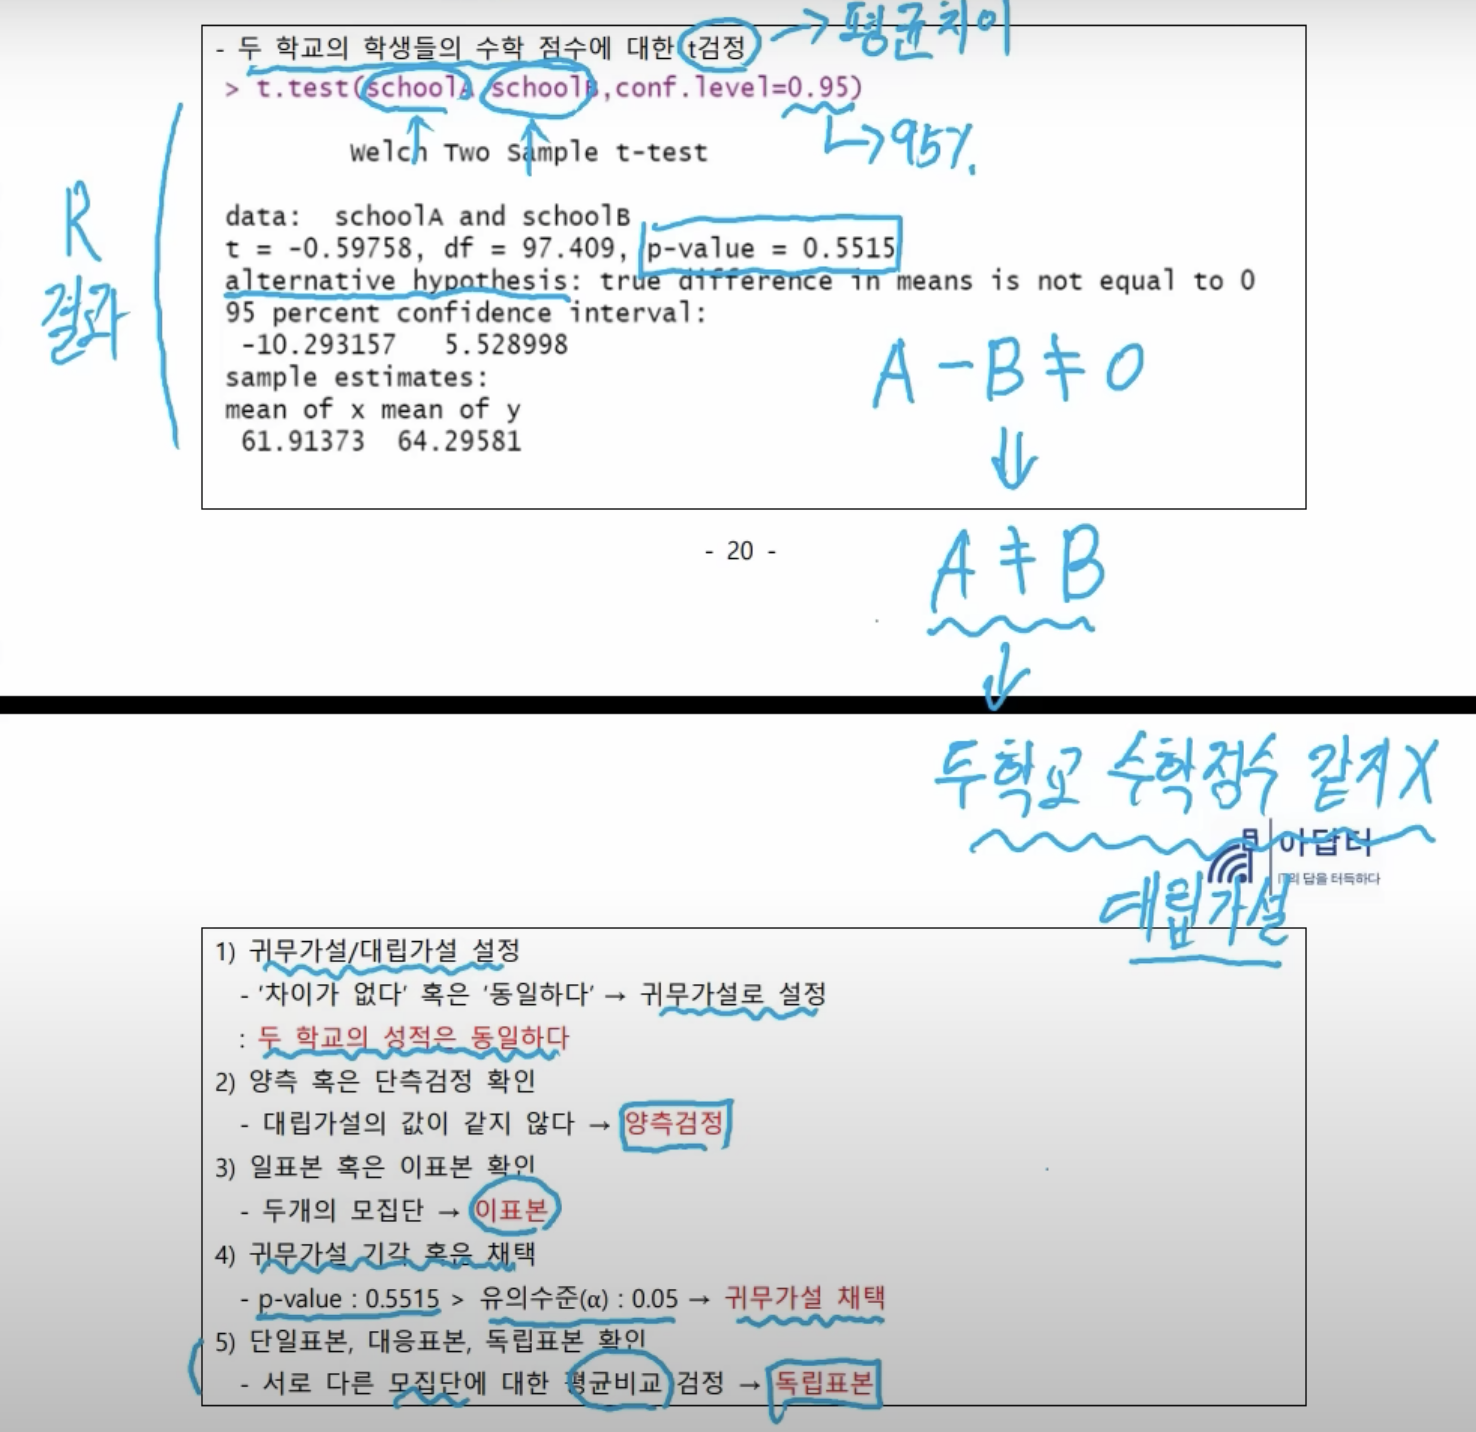 - 두 학교의 학생들의 수학 점수에 대한 t검정 → 평균차이
> t.test(schoolA,schoolB,conf.level=0.95)
↳ 95%.
Welch Two Sample t-test
R
결과
data: schoolA and schoolB
t = -0.59758, df = 97.409, p-value = 0.5515
alternative hypothesis: true difference in means is not equal to 0
95 percent confidence interval:
-10.293157 5.528998
sample estimates:
mean of x mean of y
61.91373 64.29581
A - B ≠ 0
⇓
- 20 -
A ≠ B
↓
두학교 수학점수 같지X
아답터
IT의 답을 터득하다
대립가설
1) 귀무가설/대립가설 설정
- ‘차이가 없다’ 혹은 ‘동일하다’ → 귀무가설로 설정
: 두 학교의 성적은 동일하다
2) 양측 혹은 단측검정 확인
- 대립가설의 값이 같지 않다 → 양측검정
3) 일표본 혹은 이표본 확인
- 두개의 모집단 → 이표본
4) 귀무가설 기각 혹은 채택
- p-value : 0.5515 > 유의수준(α) : 0.05 → 귀무가설 채택
5) 단일표본, 대응표본, 독립표본 확인
- 서로 다른 모집단에 대한 평균비교 검정 → 독립표본